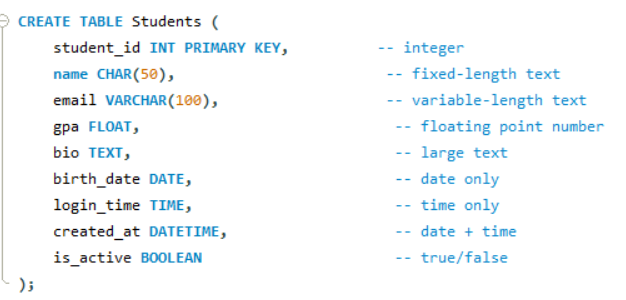 CREATE TABLE Students (
student_id INT PRIMARY KEY, -- integer
name CHAR(50), -- fixed-length text
email VARCHAR(100), -- variable-length text
gpa FLOAT, -- floating point number
bio TEXT, -- large text
birth_date DATE, -- date only
login_time TIME, -- time only
created_at DATETIME, -- date + time
is_active BOOLEAN -- true/false
);